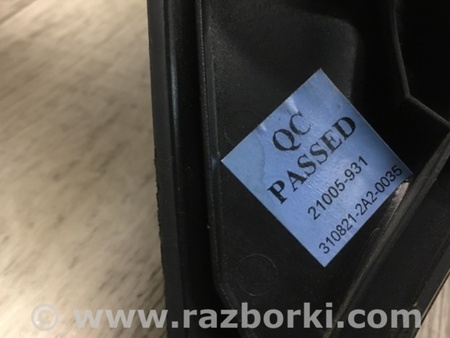 QC
PASSED
21005-931
310821-2A2-0035
© www.razborki.com/